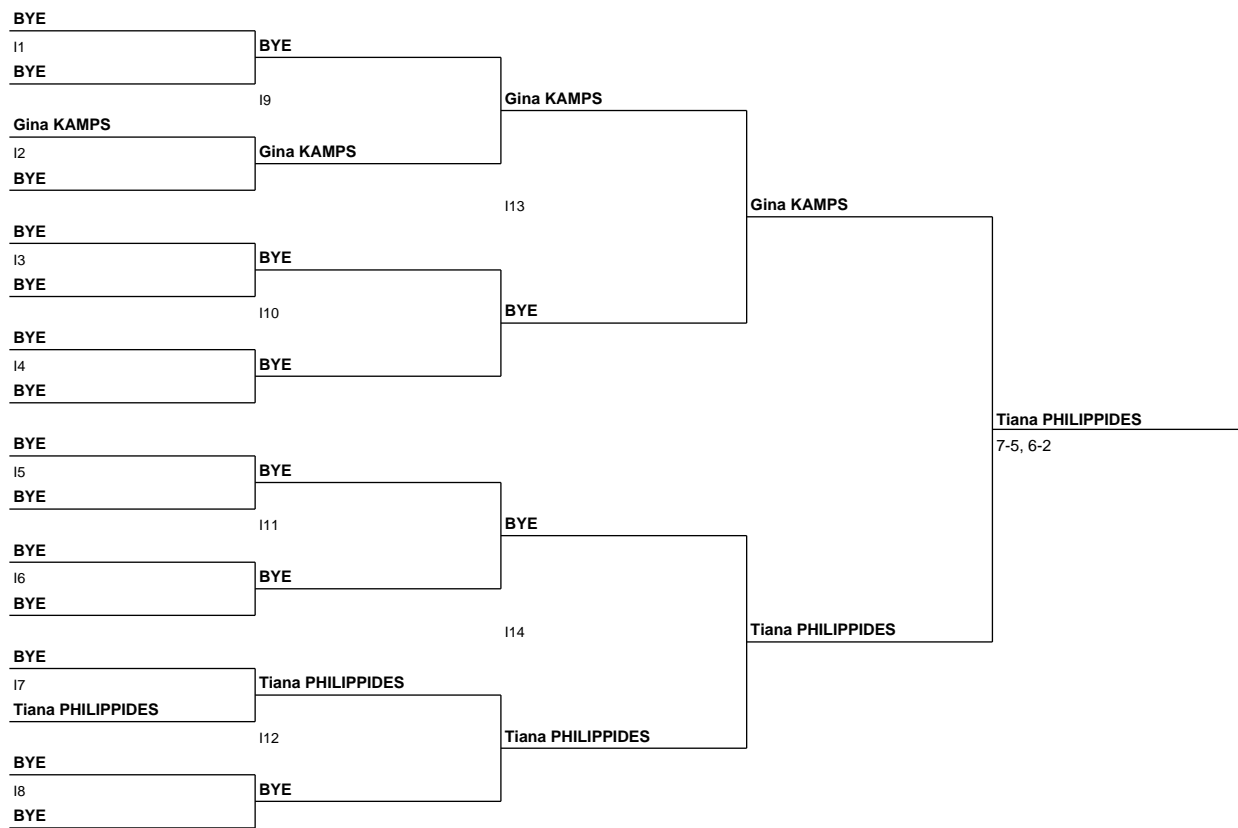 BYE
I1
BYE
BYE
I9
Gina KAMPS
Gina KAMPS
I2
Gina KAMPS
BYE
I13
Gina KAMPS
BYE
I3
BYE
BYE
I10
BYE
BYE
I4
BYE
BYE
Tiana PHILIPPIDES
7-5, 6-2
BYE
I5
BYE
BYE
I11
BYE
BYE
I6
BYE
BYE
I14
Tiana PHILIPPIDES
BYE
I7
Tiana PHILIPPIDES
Tiana PHILIPPIDES
I12
Tiana PHILIPPIDES
BYE
I8
BYE
BYE